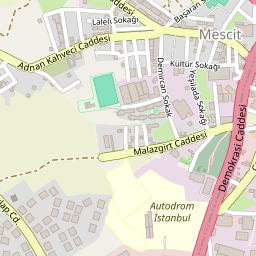 Laleli Sokağı
Başaran
Mescit
Adnan Kahveci Caddesi
Kültür Sokağı
Demircan Sokak
Yeşilada Sokağı
Malazgirt Caddesi
Demokrasi Caddesi
Autodrom
İstanbul
Cd.